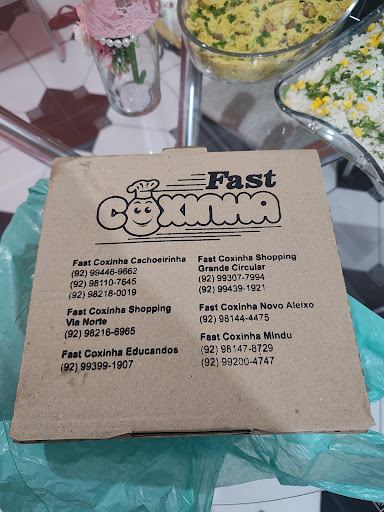 Fast
COXINHA
Fast Coxinha Cachoeirinha
(92) 99446-9662
(92) 98110-7645
(92) 98218-0019
Fast Coxinha Shopping
Via Norte
(92) 98216-6965
Fast Coxinha Educandos
(92) 99399-1907
Fast Coxinha Shopping
Grande Circular
(92) 99307-7994
(92) 99439-1921
Fast Coxinha Novo Aleixo
(92) 98144-4475
Fast Coxinha Mindu
(92) 98147-8729
(92) 99200-4747